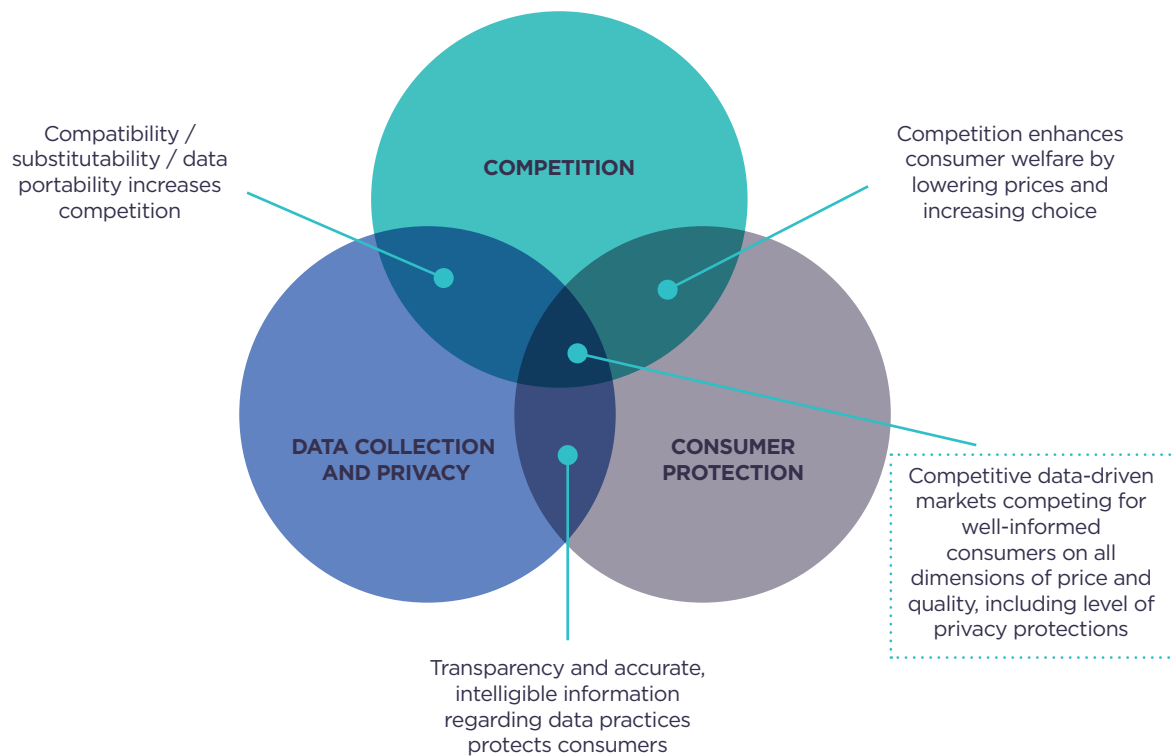 COMPETITION
Compatibility /
substitutability / data
portability increases
competition
Competition enhances
consumer welfare by
lowering prices and
increasing choice
DATA COLLECTION
AND PRIVACY
CONSUMER
PROTECTION
Competitive data-driven
markets competing for
well-informed
consumers on all
dimensions of price and
quality, including level of
privacy protections
Transparency and accurate,
intelligible information
regarding data practices
protects consumers